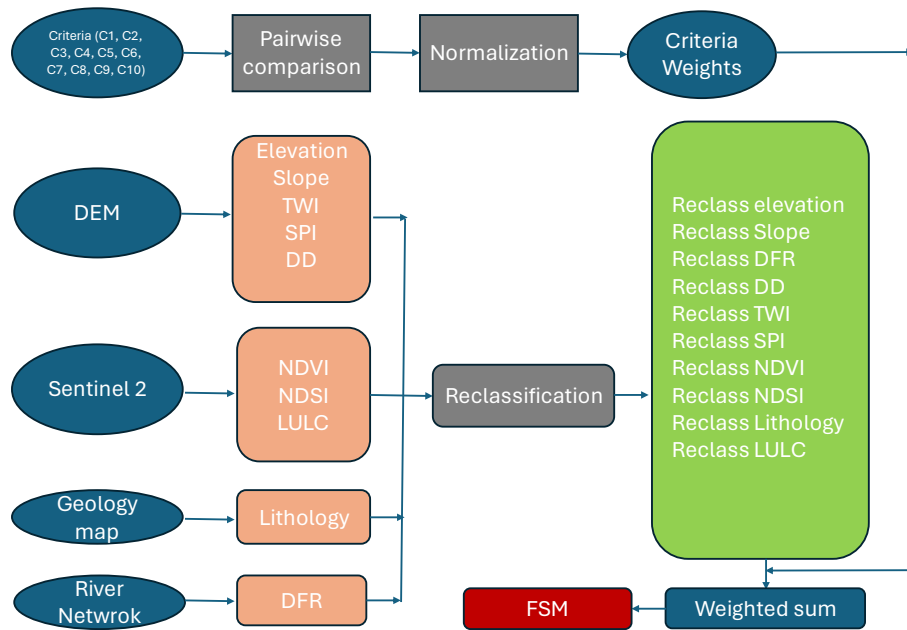 Criteria (C1, C2,
C3, C4, C5, C6,
C7, C8, C9, C10)
Pairwise
comparison
Normalization
Criteria
Weights
DEM
Elevation
Slope
TWI
SPI
DD
Sentinel 2
NDVI
NDSI
LULC
Geology
map
Lithology
River
Netwrok
DFR
Reclassification
Reclass elevation
Reclass Slope
Reclass DFR
Reclass DD
Reclass TWI
Reclass SPI
Reclass NDVI
Reclass NDSI
Reclass Lithology
Reclass LULC
Weighted sum
FSM